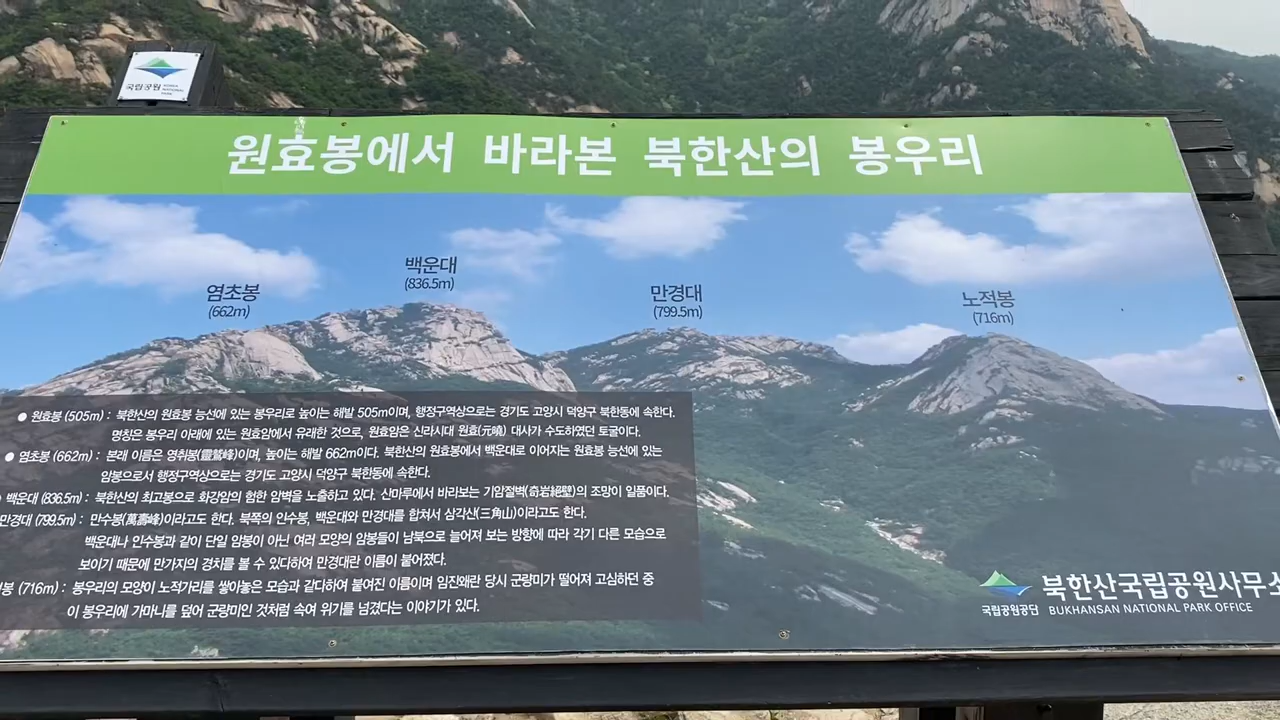 국립공원 KOREA NATIONAL PARK
원효봉에서 바라본 북한산의 봉우리
백운대
(836.5m)
염초봉
(662m)
만경대
(799.5m)
노적봉
(716m)
● 원효봉 (505m) : 북한산의 원효봉 능선에 있는 봉우리로 높이는 해발 505m이며, 행정구역상으로는 경기도 고양시 덕양구 북한동에 속한다.
명칭은 봉우리 아래에 있는 원효암에서 유래한 것으로, 원효암은 신라시대 원효(元曉) 대사가 수도하였던 토굴이다.
● 염초봉 (662m) : 본래 이름은 영취봉(靈鷲峰)이며, 높이는 해발 662m이다. 북한산의 원효봉에서 백운대로 이어지는 원효봉 능선에 있는
암봉으로서 행정구역상으로는 경기도 고양시 덕양구 북한동에 속한다.
백운대 (836.5m) : 북한산의 최고봉으로 화강암의 험한 암벽을 노출하고 있다. 산마루에서 바라보는 기암절벽(奇岩絕壁)의 조망이 일품이다.
만경대 (799.5m) : 만수봉(萬壽峰)이라고도 한다. 북쪽의 인수봉, 백운대와 만경대를 합쳐서 삼각산(三角山)이라고도 한다.
백운대나 인수봉과 같이 단일 암봉이 아닌 여러 모양의 암봉들이 남북으로 늘어져 보는 방향에 따라 각기 다른 모습으로
보이기 때문에 만가지의 경치를 볼 수 있다하여 만경대란 이름이 붙어졌다.
봉 (716m) : 봉우리의 모양이 노적가리를 쌓아놓은 모습과 같다하여 붙여진 이름이며 임진왜란 당시 군량미가 떨어져 고심하던 중
이 봉우리에 가마니를 덮어 군량미인 것처럼 속여 위기를 넘겼다는 이야기가 있다.
국립공원공단 북한산국립공원사무소
BUKHANSAN NATIONAL PARK OFFICE